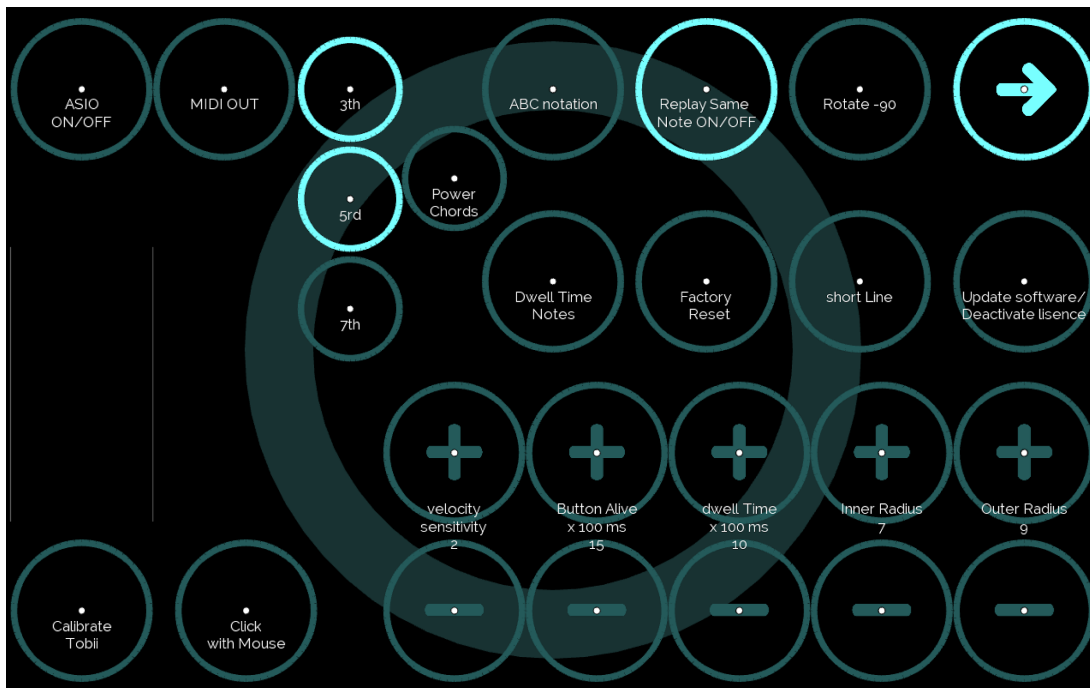 ASIO
ON/OFF
MIDI OUT
3th
ABC notation
Replay Same
Note ON/OFF
Rotate -90
5rd
Power
Chords
7th
Dwell Time
Notes
Factory
Reset
short Line
Update software/
Deactivate lisence
velocity
sensitivity
2
Button Alive
x 100 ms
15
dwell Time
x 100 ms
10
Inner Radius
7
Outer Radius
9
Calibrate
Tobii
Click
with Mouse